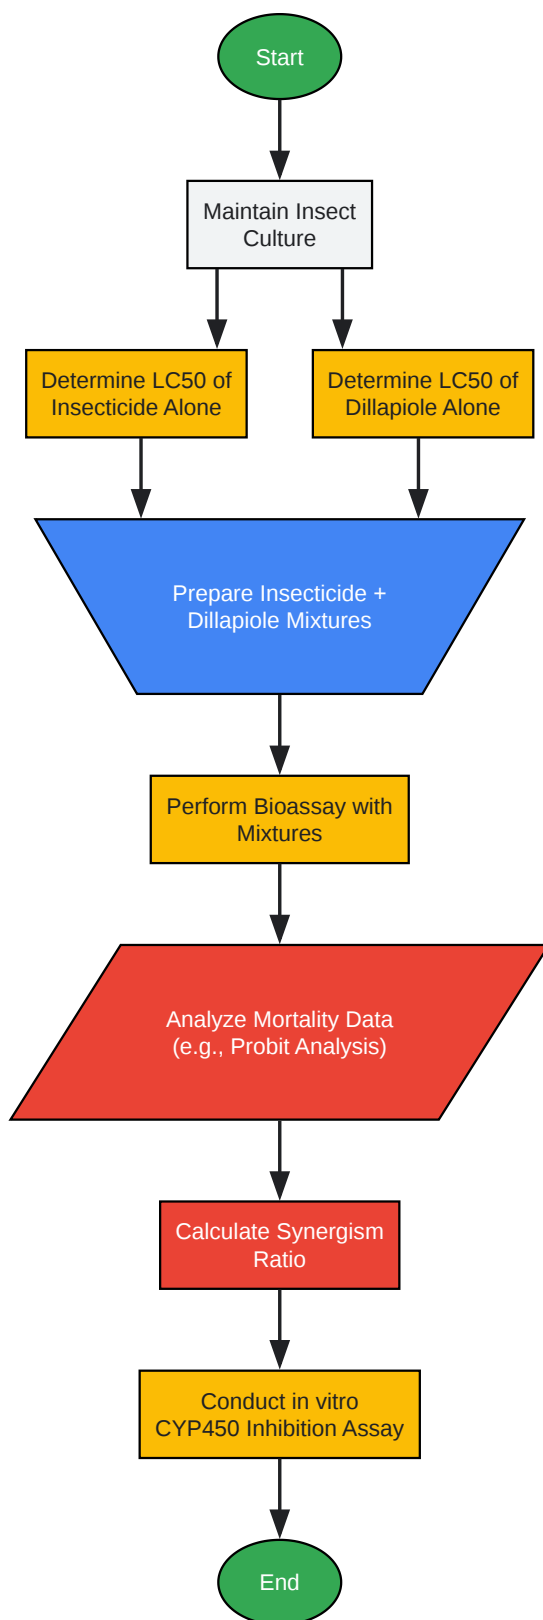 Start
Maintain Insect
Culture
Determine LC50 of
Insecticide Alone
Determine LC50 of
Dillapiole Alone
Prepare Insecticide +
Dillapiole Mixtures
Perform Bioassay with
Mixtures
Analyze Mortality Data
(e.g., Probit Analysis)
Calculate Synergism
Ratio
Conduct in vitro
CYP450 Inhibition Assay
End